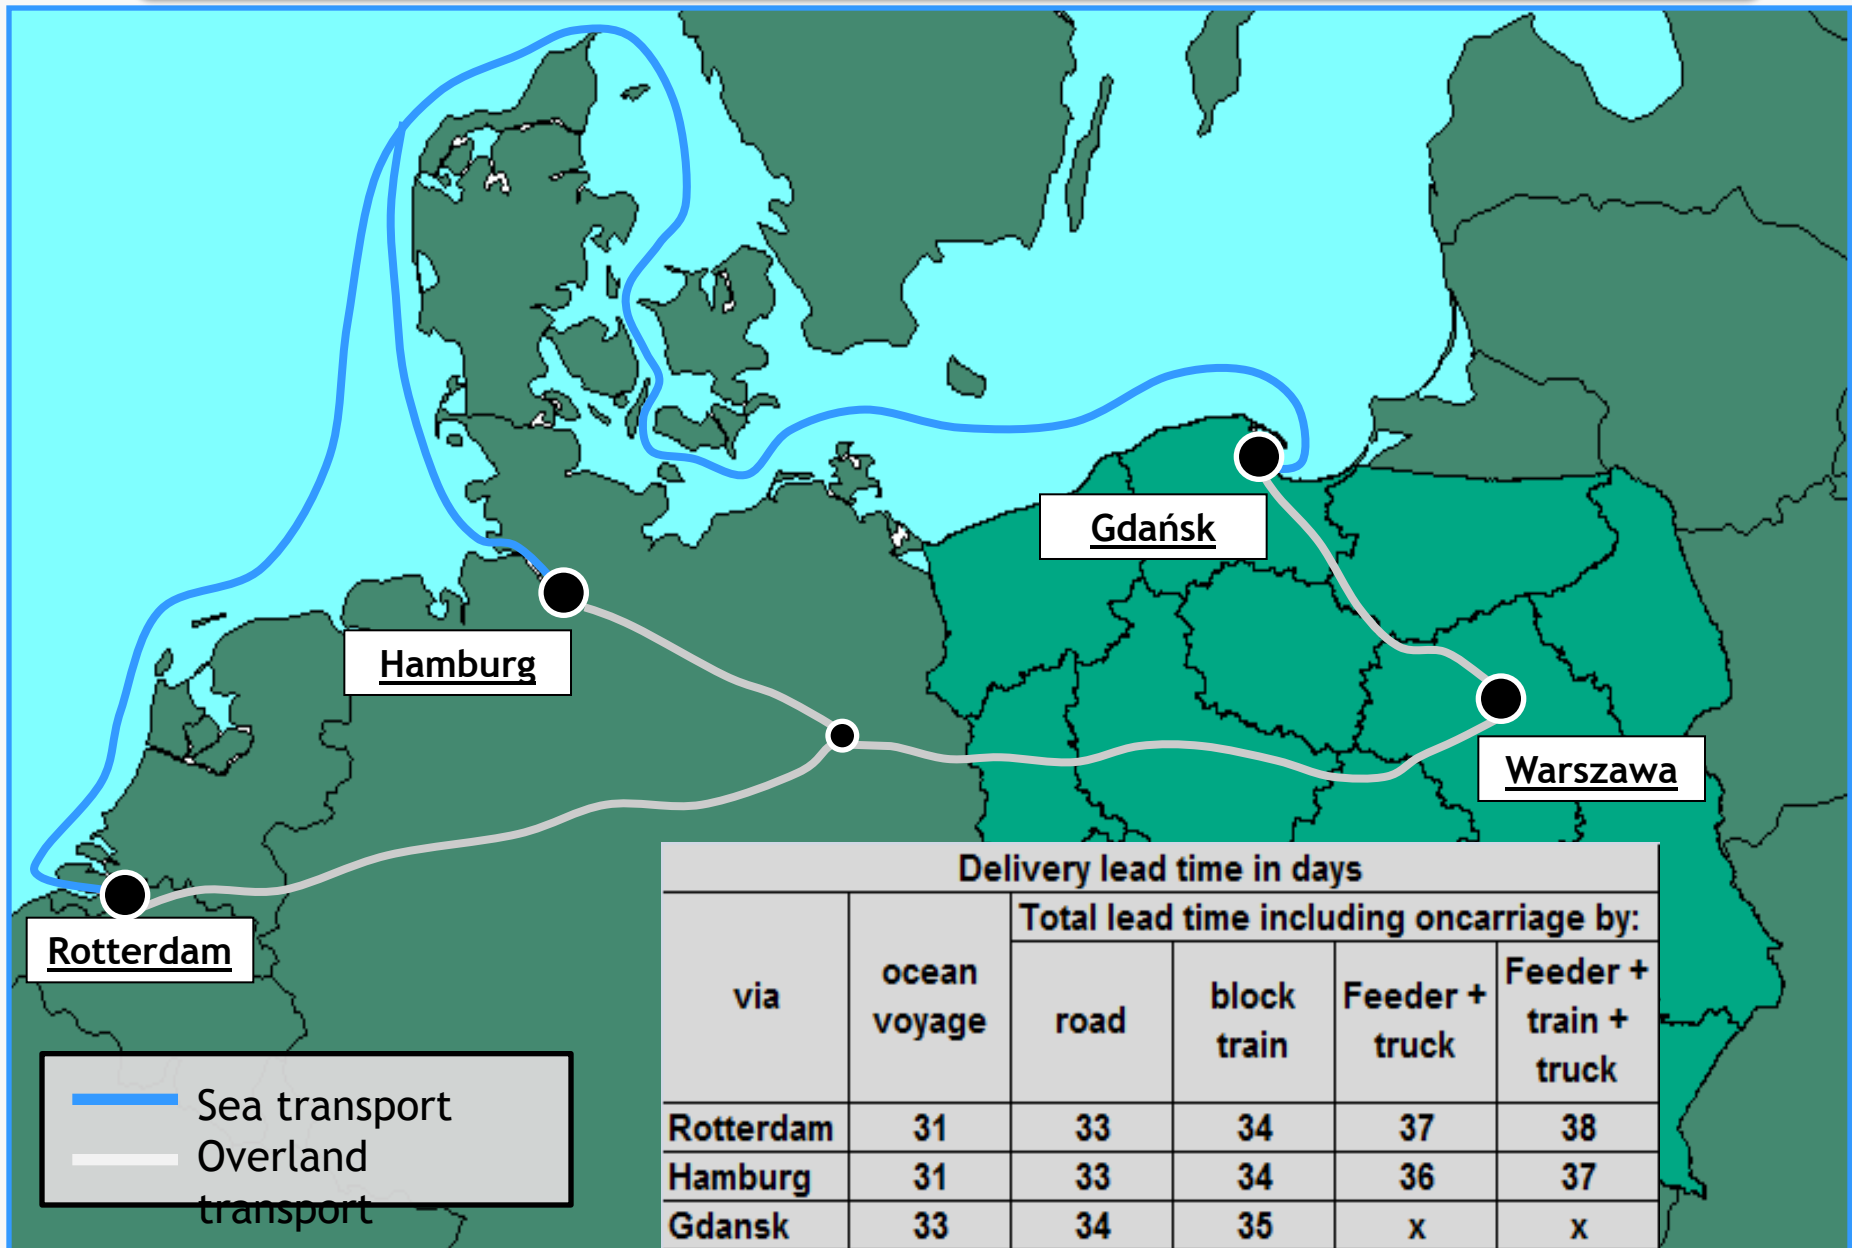 Gdańsk
Hamburg
Warszawa
Rotterdam
Sea transport
Overland
transport
Delivery lead time in days
via
ocean
voyage
Total lead time including oncarriage by:
road
block
train
Feeder +
truck
Feeder +
train +
truck
Rotterdam 31 33 34 37 38
Hamburg 31 33 34 36 37
Gdansk 33 34 35 x x